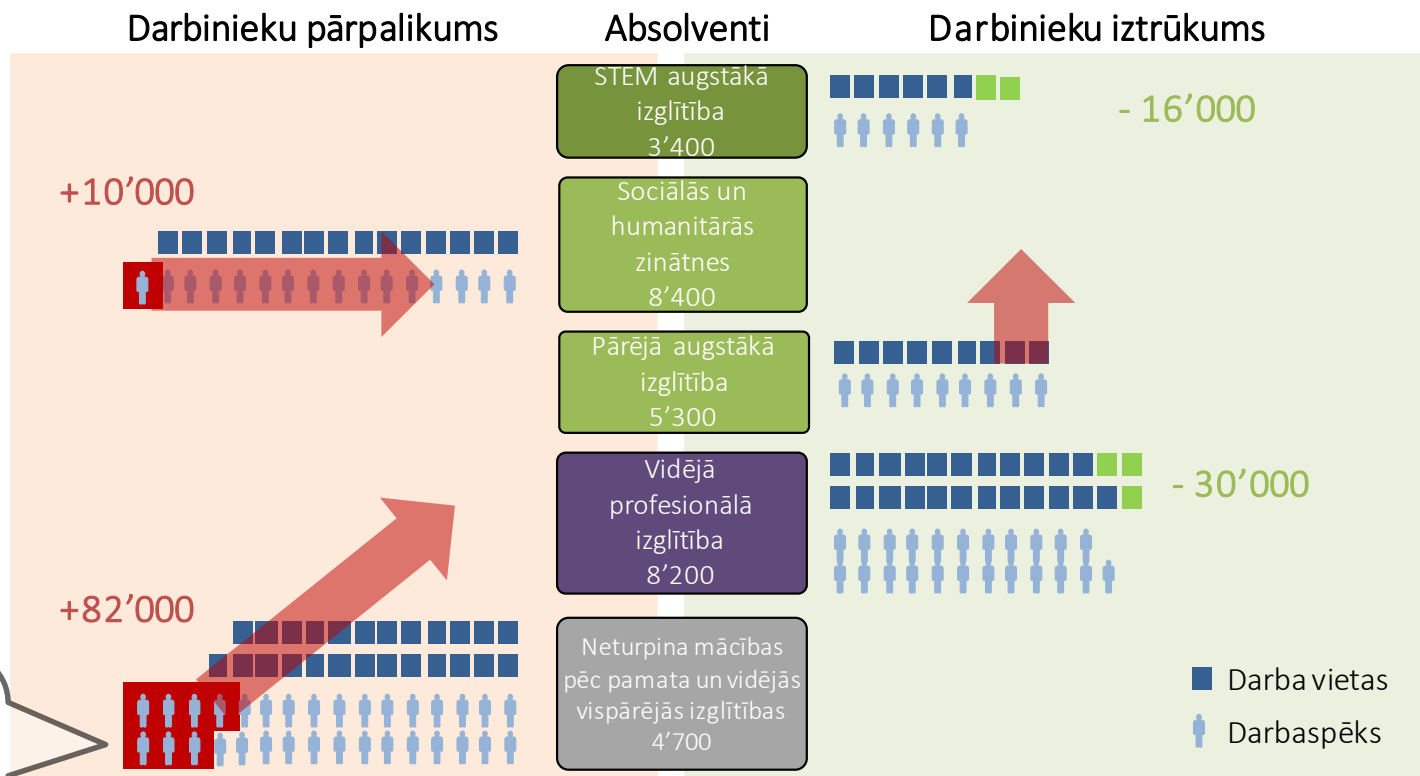 Darbinieku pārpalikums
Absolventi
Darbinieku iztrūkums
STEM augstākā
izglītība
3’400
- 16’000
+10’000
Sociālās un
humanitārās
zinātnes
8’400
Pārējā augstākā
izglītība
5’300
Vidējā
profesionālā
izglītība
8’200
- 30’000
+82’000
Neturpina mācības
pēc pamata un vidējās
vispārējās izglītības
4’700
Darba vietas
Darbaspēks